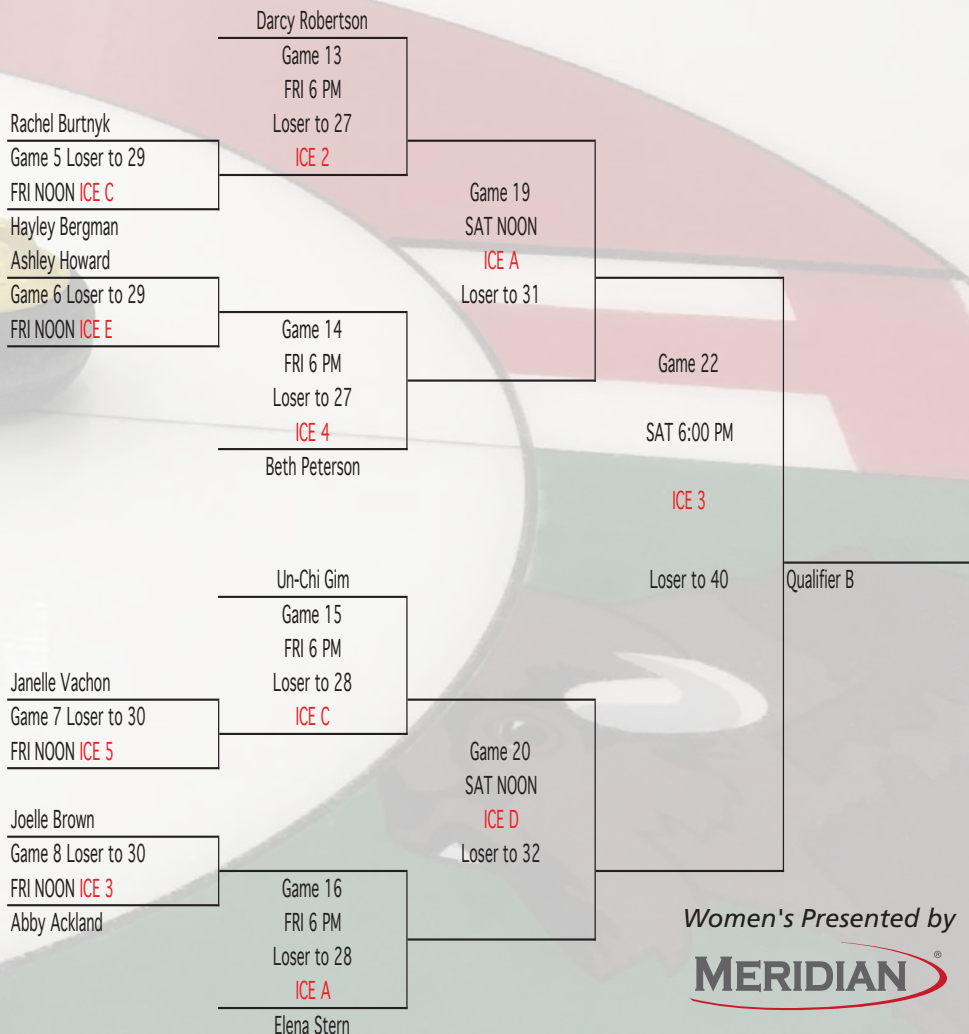 Darcy Robertson
Game 13
FRI 6 PM
Loser to 27
ICE 2
Rachel Burtnyk
Game 5 Loser to 29
FRI NOON ICE C
Hayley Bergman
Ashley Howard
Game 6 Loser to 29
FRI NOON ICE E
Game 14
FRI 6 PM
Loser to 27
ICE 4
Beth Peterson
Game 19
SAT NOON
ICE A
Loser to 31
Game 22
SAT 6:00 PM
ICE 3
Loser to 40
Qualifier B
Un-Chi Gim
Game 15
FRI 6 PM
Loser to 28
ICE C
Janelle Vachon
Game 7 Loser to 30
FRI NOON ICE 5
Joelle Brown
Game 8 Loser to 30
FRI NOON ICE 3
Abby Ackland
Game 16
FRI 6 PM
Loser to 28
ICE A
Elena Stern
Game 20
SAT NOON
ICE D
Loser to 32
Women's Presented by
MERIDIAN®